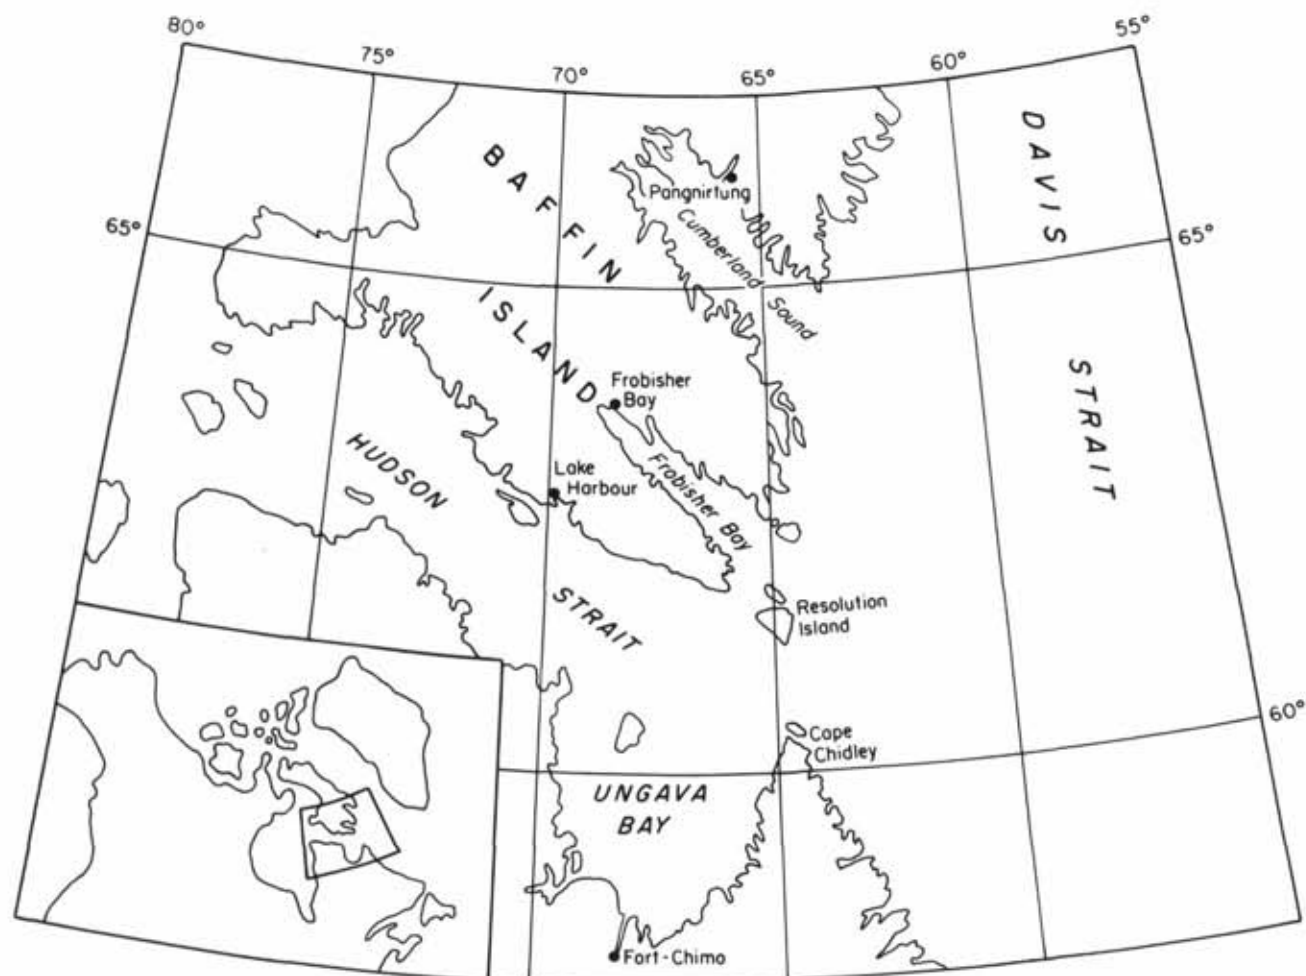 80°
75°
70°
65°
60°
55°
BAFFIN
ISLAND
DAVIS
STRAIT
Pangnirtung
Cumberland Sound
65°
65°
Frobisher
Bay
Frobisher Bay
HUDSON
STRAIT
Lake
Harbour
Resolution
Island
60°
Cape
Chidley
UNGAVA
BAY
Fort-Chimo